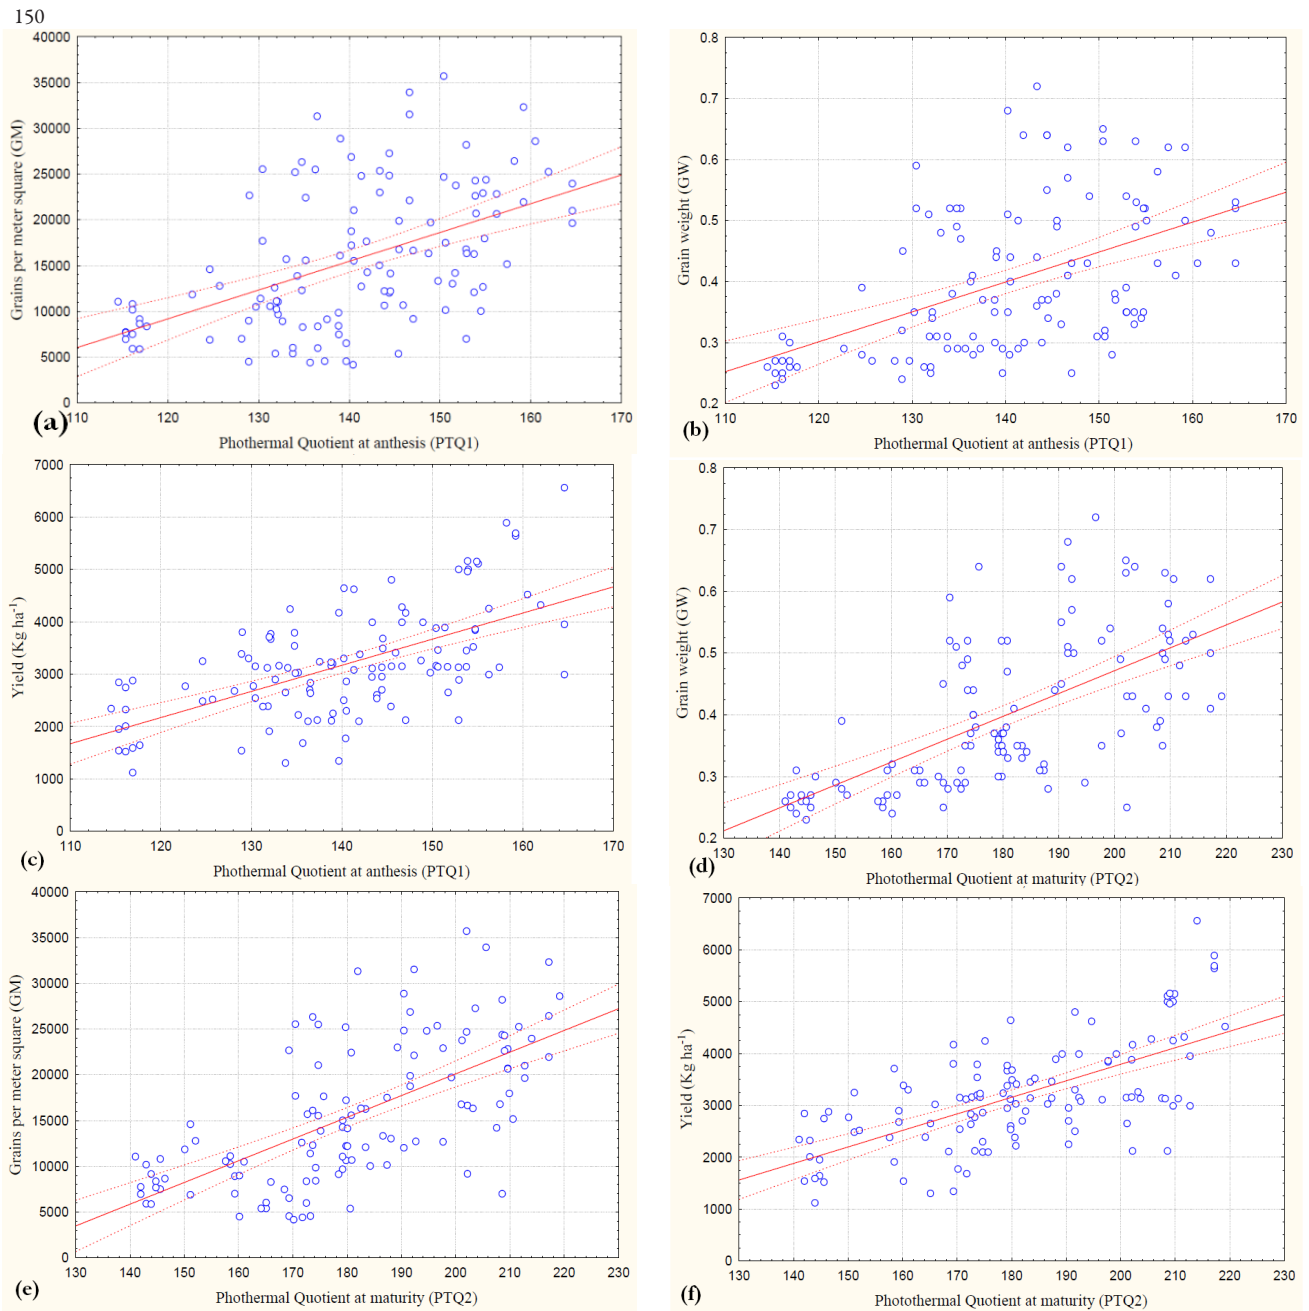 150
40000
35000
30000
25000
20000
15000
10000
5000
0
Grains per meter square (GM)
110 120 130 140 150 160 170
(a)
Phothermal Quotient at anthesis (PTQ1)
0.8
0.7
0.6
0.5
0.4
0.3
0.2
Grain weight (GW)
110 120 130 140 150 160 170
(b)
Phothermal Quotient at anthesis (PTQ1)
7000
6000
5000
4000
3000
2000
1000
0
Yield (Kg ha⁻¹)
110 120 130 140 150 160 170
(c)
Phothermal Quotient at anthesis (PTQ1)
0.8
0.7
0.6
0.5
0.4
0.3
0.2
Grain weight (GW)
130 140 150 160 170 180 190 200 210 220 230
(d)
Photothermal Quotient at maturity (PTQ2)
40000
35000
30000
25000
20000
15000
10000
5000
0
Grains per meter square (GM)
130 140 150 160 170 180 190 200 210 220 230
(e)
Phothermal Quotient at maturity (PTQ2)
7000
6000
5000
4000
3000
2000
1000
0
Yield (Kg ha⁻¹)
130 140 150 160 170 180 190 200 210 220 230
(f)
Phothermal Quotient at maturity (PTQ2)